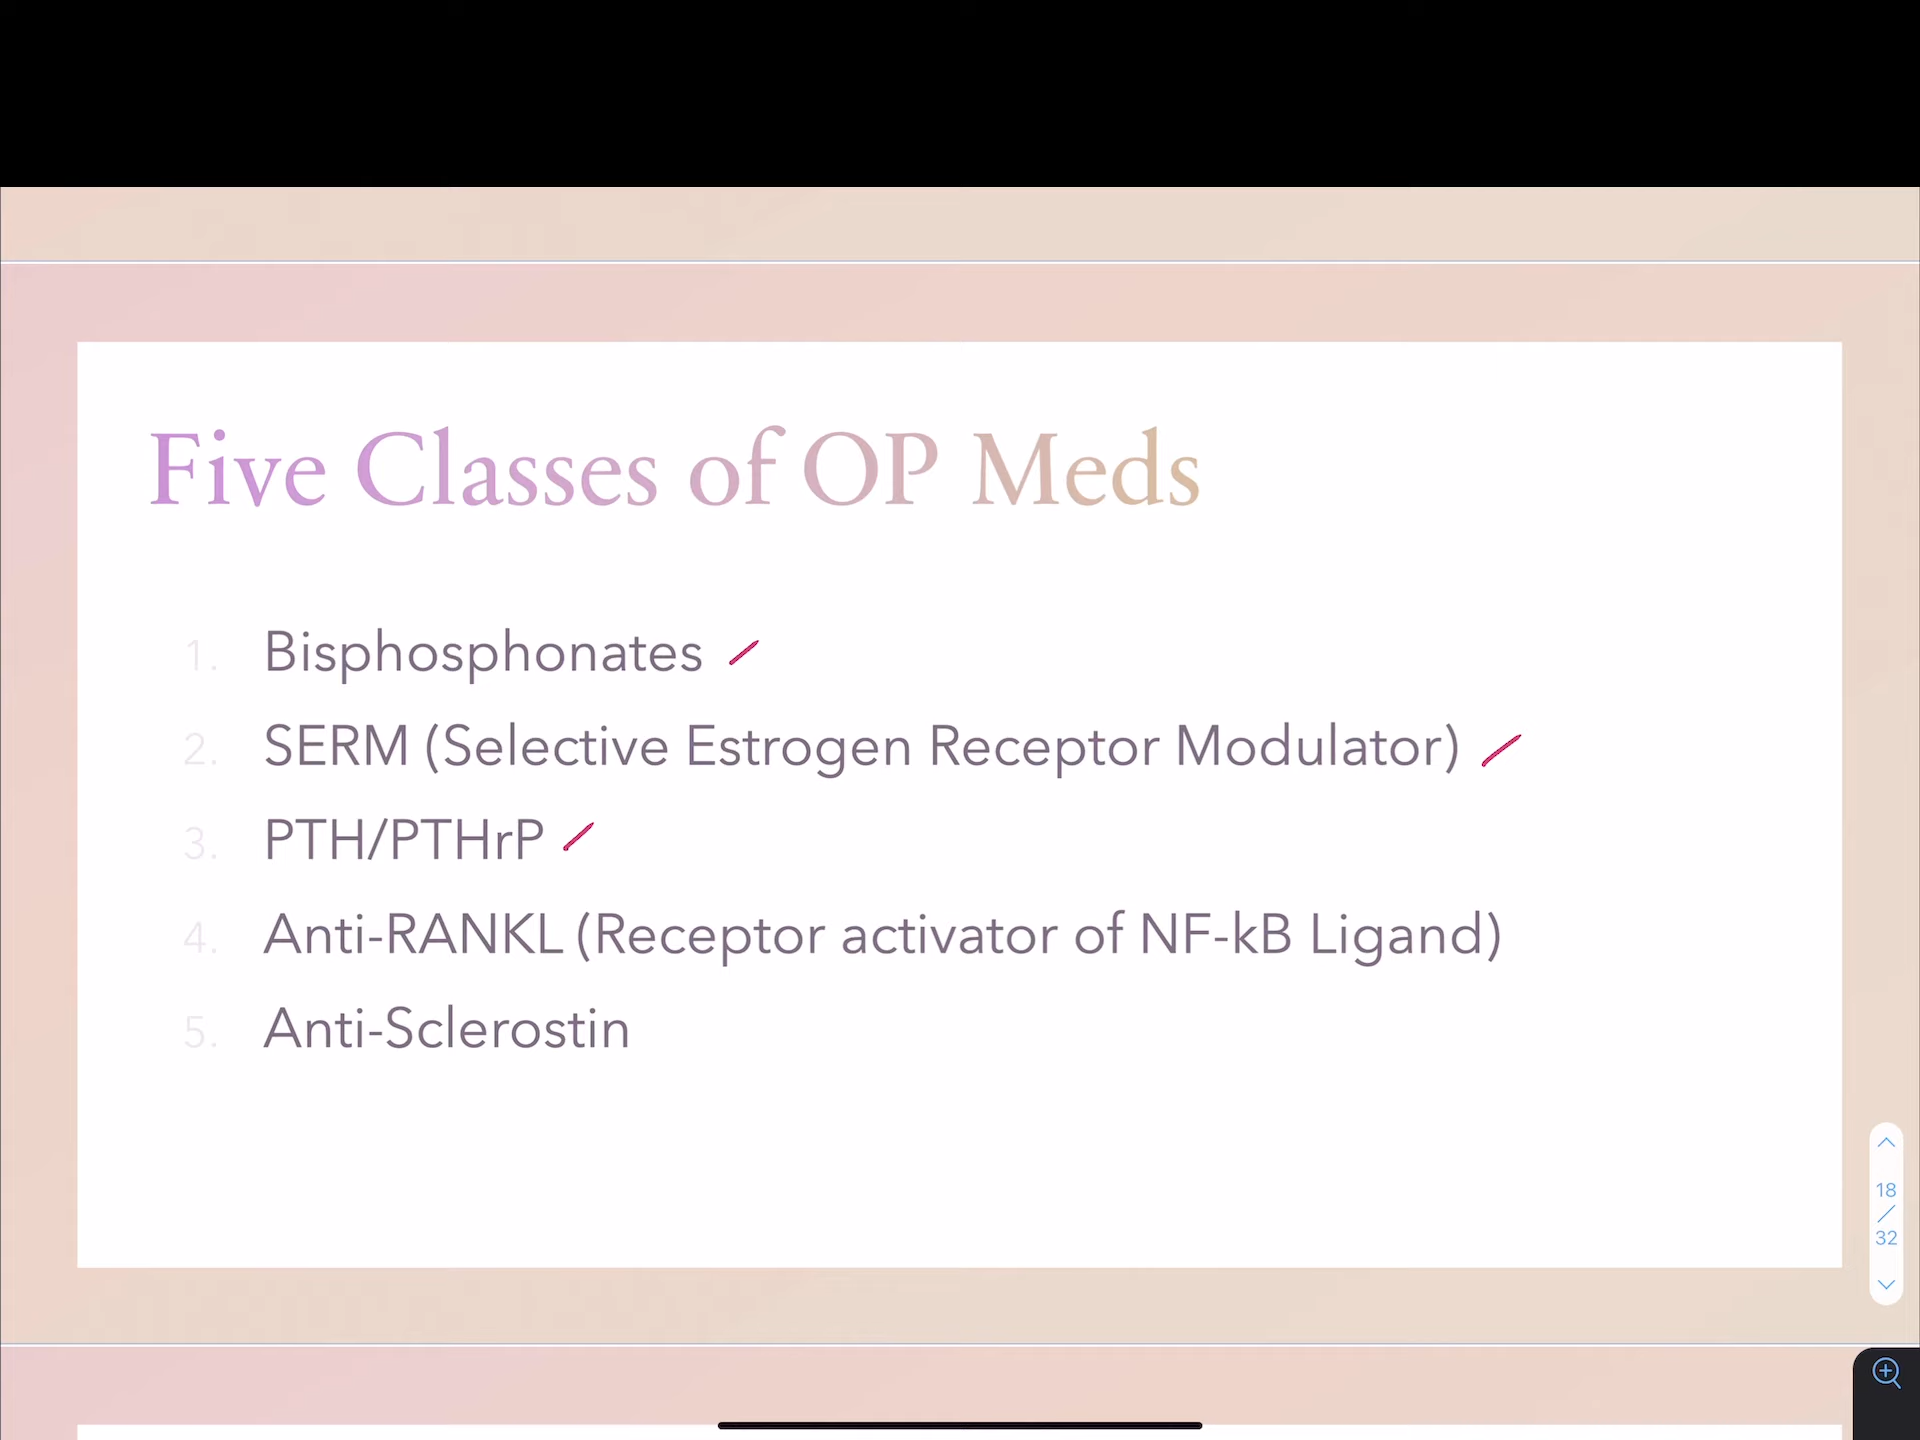 Five Classes of OP Meds
1. Bisphosphonates
2. SERM (Selective Estrogen Receptor Modulator)
3. PTH/PTHrP
4. Anti-RANKL (Receptor activator of NF-kB Ligand)
5. Anti-Sclerostin
18
/
32